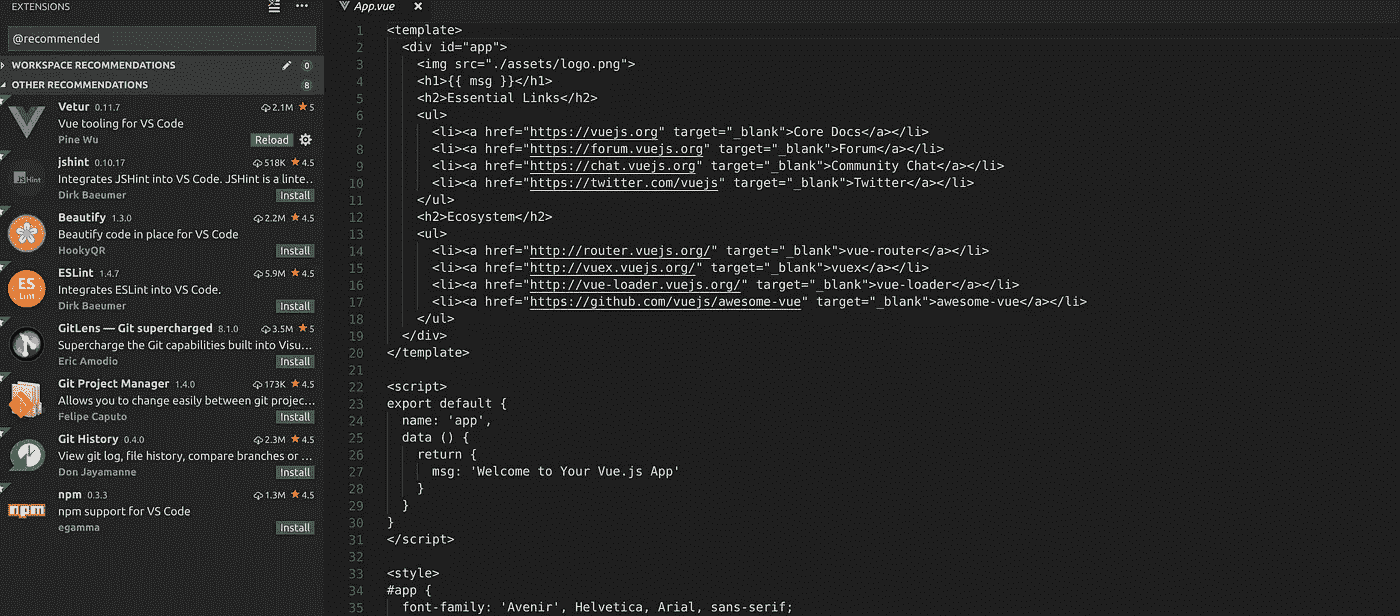 EXTENSIONS
@recommended
WORKSPACE RECOMMENDATIONS 0
OTHER RECOMMENDATIONS 8
Vetur 0.11.7 2.1M 5
Vue tooling for VS Code
Pine Wu Reload
jshint 0.10.17 518K 4.5
JSHint Integrates JSHint into VS Code. JSHint is a linte...
Dirk Baeumer Install
Beautify 1.3.0 2.2M 4.5
Beautify code in place for VS Code
HookyQR Install
ESLint 1.4.7 5.9M 4.5
ES Lint Integrates ESLint into VS Code.
Dirk Baeumer Install
GitLens — Git supercharged 8.1.0 3.5M 5
Supercharge the Git capabilities built into Visu...
Eric Amodio Install
Git Project Manager 1.4.0 173K 4.5
Allows you to change easily between git projec...
Felipe Caputo Install
Git History 0.4.0 2.3M 4.5
View git log, file history, compare branches or ...
Don Jayamanne Install
npm 0.3.3 1.3M 4.5
npm npm support for VS Code
egamma Install
App.vue
1 <template>
2 <div id="app">
3 <img src="./assets/logo.png">
4 <h1>{{ msg }}</h1>
5 <h2>Essential Links</h2>
6 <ul>
7 <li><a href="https://vuejs.org" target="_blank">Core Docs</a></li>
8 <li><a href="https://forum.vuejs.org" target="_blank">Forum</a></li>
9 <li><a href="https://chat.vuejs.org" target="_blank">Community Chat</a></li>
10 <li><a href="https://twitter.com/vuejs" target="_blank">Twitter</a></li>
11 </ul>
12 <h2>Ecosystem</h2>
13 <ul>
14 <li><a href="http://router.vuejs.org/" target="_blank">vue-router</a></li>
15 <li><a href="http://vuex.vuejs.org/" target="_blank">vuex</a></li>
16 <li><a href="http://vue-loader.vuejs.org/" target="_blank">vue-loader</a></li>
17 <li><a href="https://github.com/vuejs/awesome-vue" target="_blank">awesome-vue</a></li>
18 </ul>
19 </div>
20 </template>
21
22 <script>
23 export default {
24 name: 'app',
25 data () {
26 return {
27 msg: 'Welcome to Your Vue.js App'
28 }
29 }
30 }
31 </script>
32
33 <style>
34 #app {
35 font-family: 'Avenir', Helvetica, Arial, sans-serif;